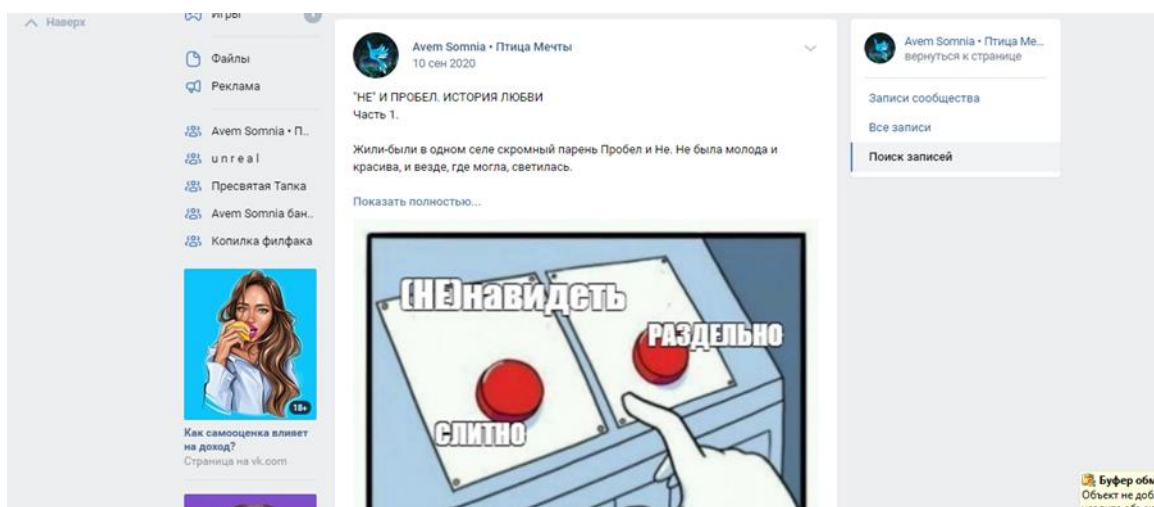 Наверх
Игры
Файлы
Реклама
Avem Somnia • П..
u n r e a l
Пресвятая Тапка
Avem Somnia бан..
Копилка филфака
18+
Как самооценка влияет
на доход?
Страница на vk.com
Avem Somnia • Птица Мечты
10 сен 2020
"НЕ" И ПРОБЕЛ. ИСТОРИЯ ЛЮБВИ
Часть 1.
Жили-были в одном селе скромный парень Пробел и Не. Не была молода и
красива, и везде, где могла, светилась.
Показать полностью...
(НЕ)навидеть
РАЗДЕЛЬНО
СЛИТНО
Avem Somnia • Птица Ме...
вернуться к странице
Записи сообщества
Все записи
Поиск записей
Буфер обм
Объект не доб